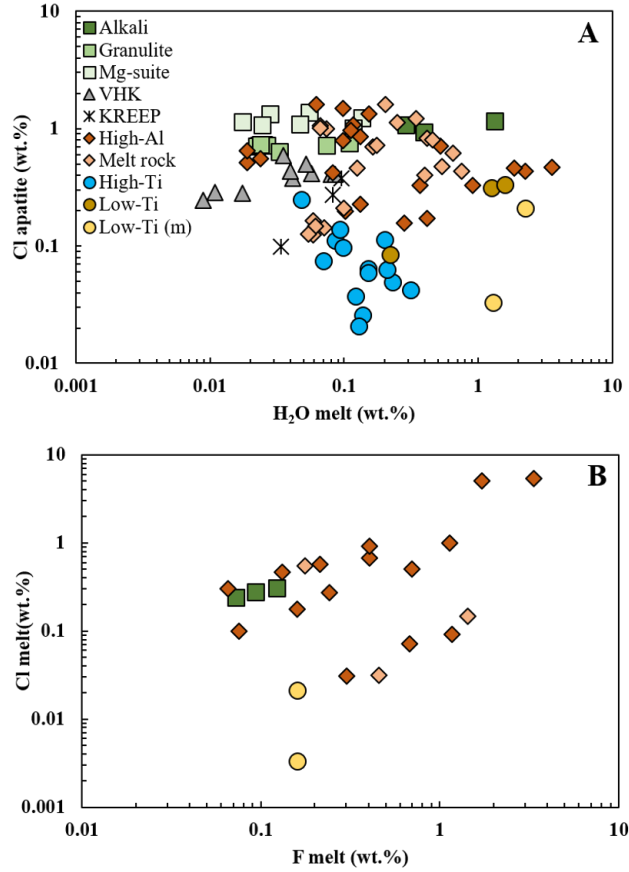 A
Alkali
Granulite
Mg-suite
VHK
KREEP
High-Al
Melt rock
High-Ti
Low-Ti
Low-Ti (m)
Cl apatite (wt.%)
10
1
0.1
0.01
0.001
0.01
0.1
1
10
H₂O melt (wt.%)
B
Cl melt(wt.%)
10
1
0.1
0.01
0.001
0.01
0.1
1
10
F melt (wt.%)